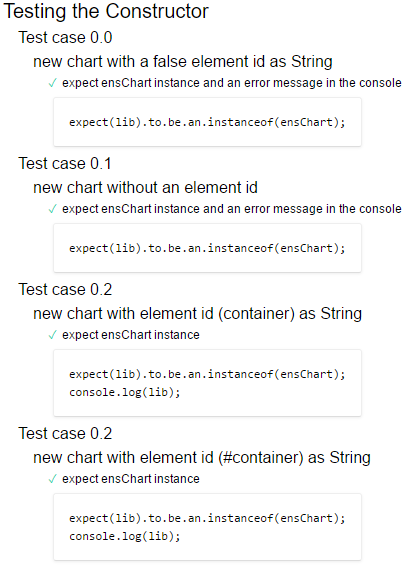 Testing the Constructor
Test case 0.0
new chart with a false element id as String
✓ expect ensChart instance and an error message in the console
expect(lib).to.be.an.instanceof(ensChart);
Test case 0.1
new chart without an element id
✓ expect ensChart instance and an error message in the console
expect(lib).to.be.an.instanceof(ensChart);
Test case 0.2
new chart with element id (container) as String
✓ expect ensChart instance
expect(lib).to.be.an.instanceof(ensChart);
console.log(lib);
Test case 0.2
new chart with element id (#container) as String
✓ expect ensChart instance
expect(lib).to.be.an.instanceof(ensChart);
console.log(lib);